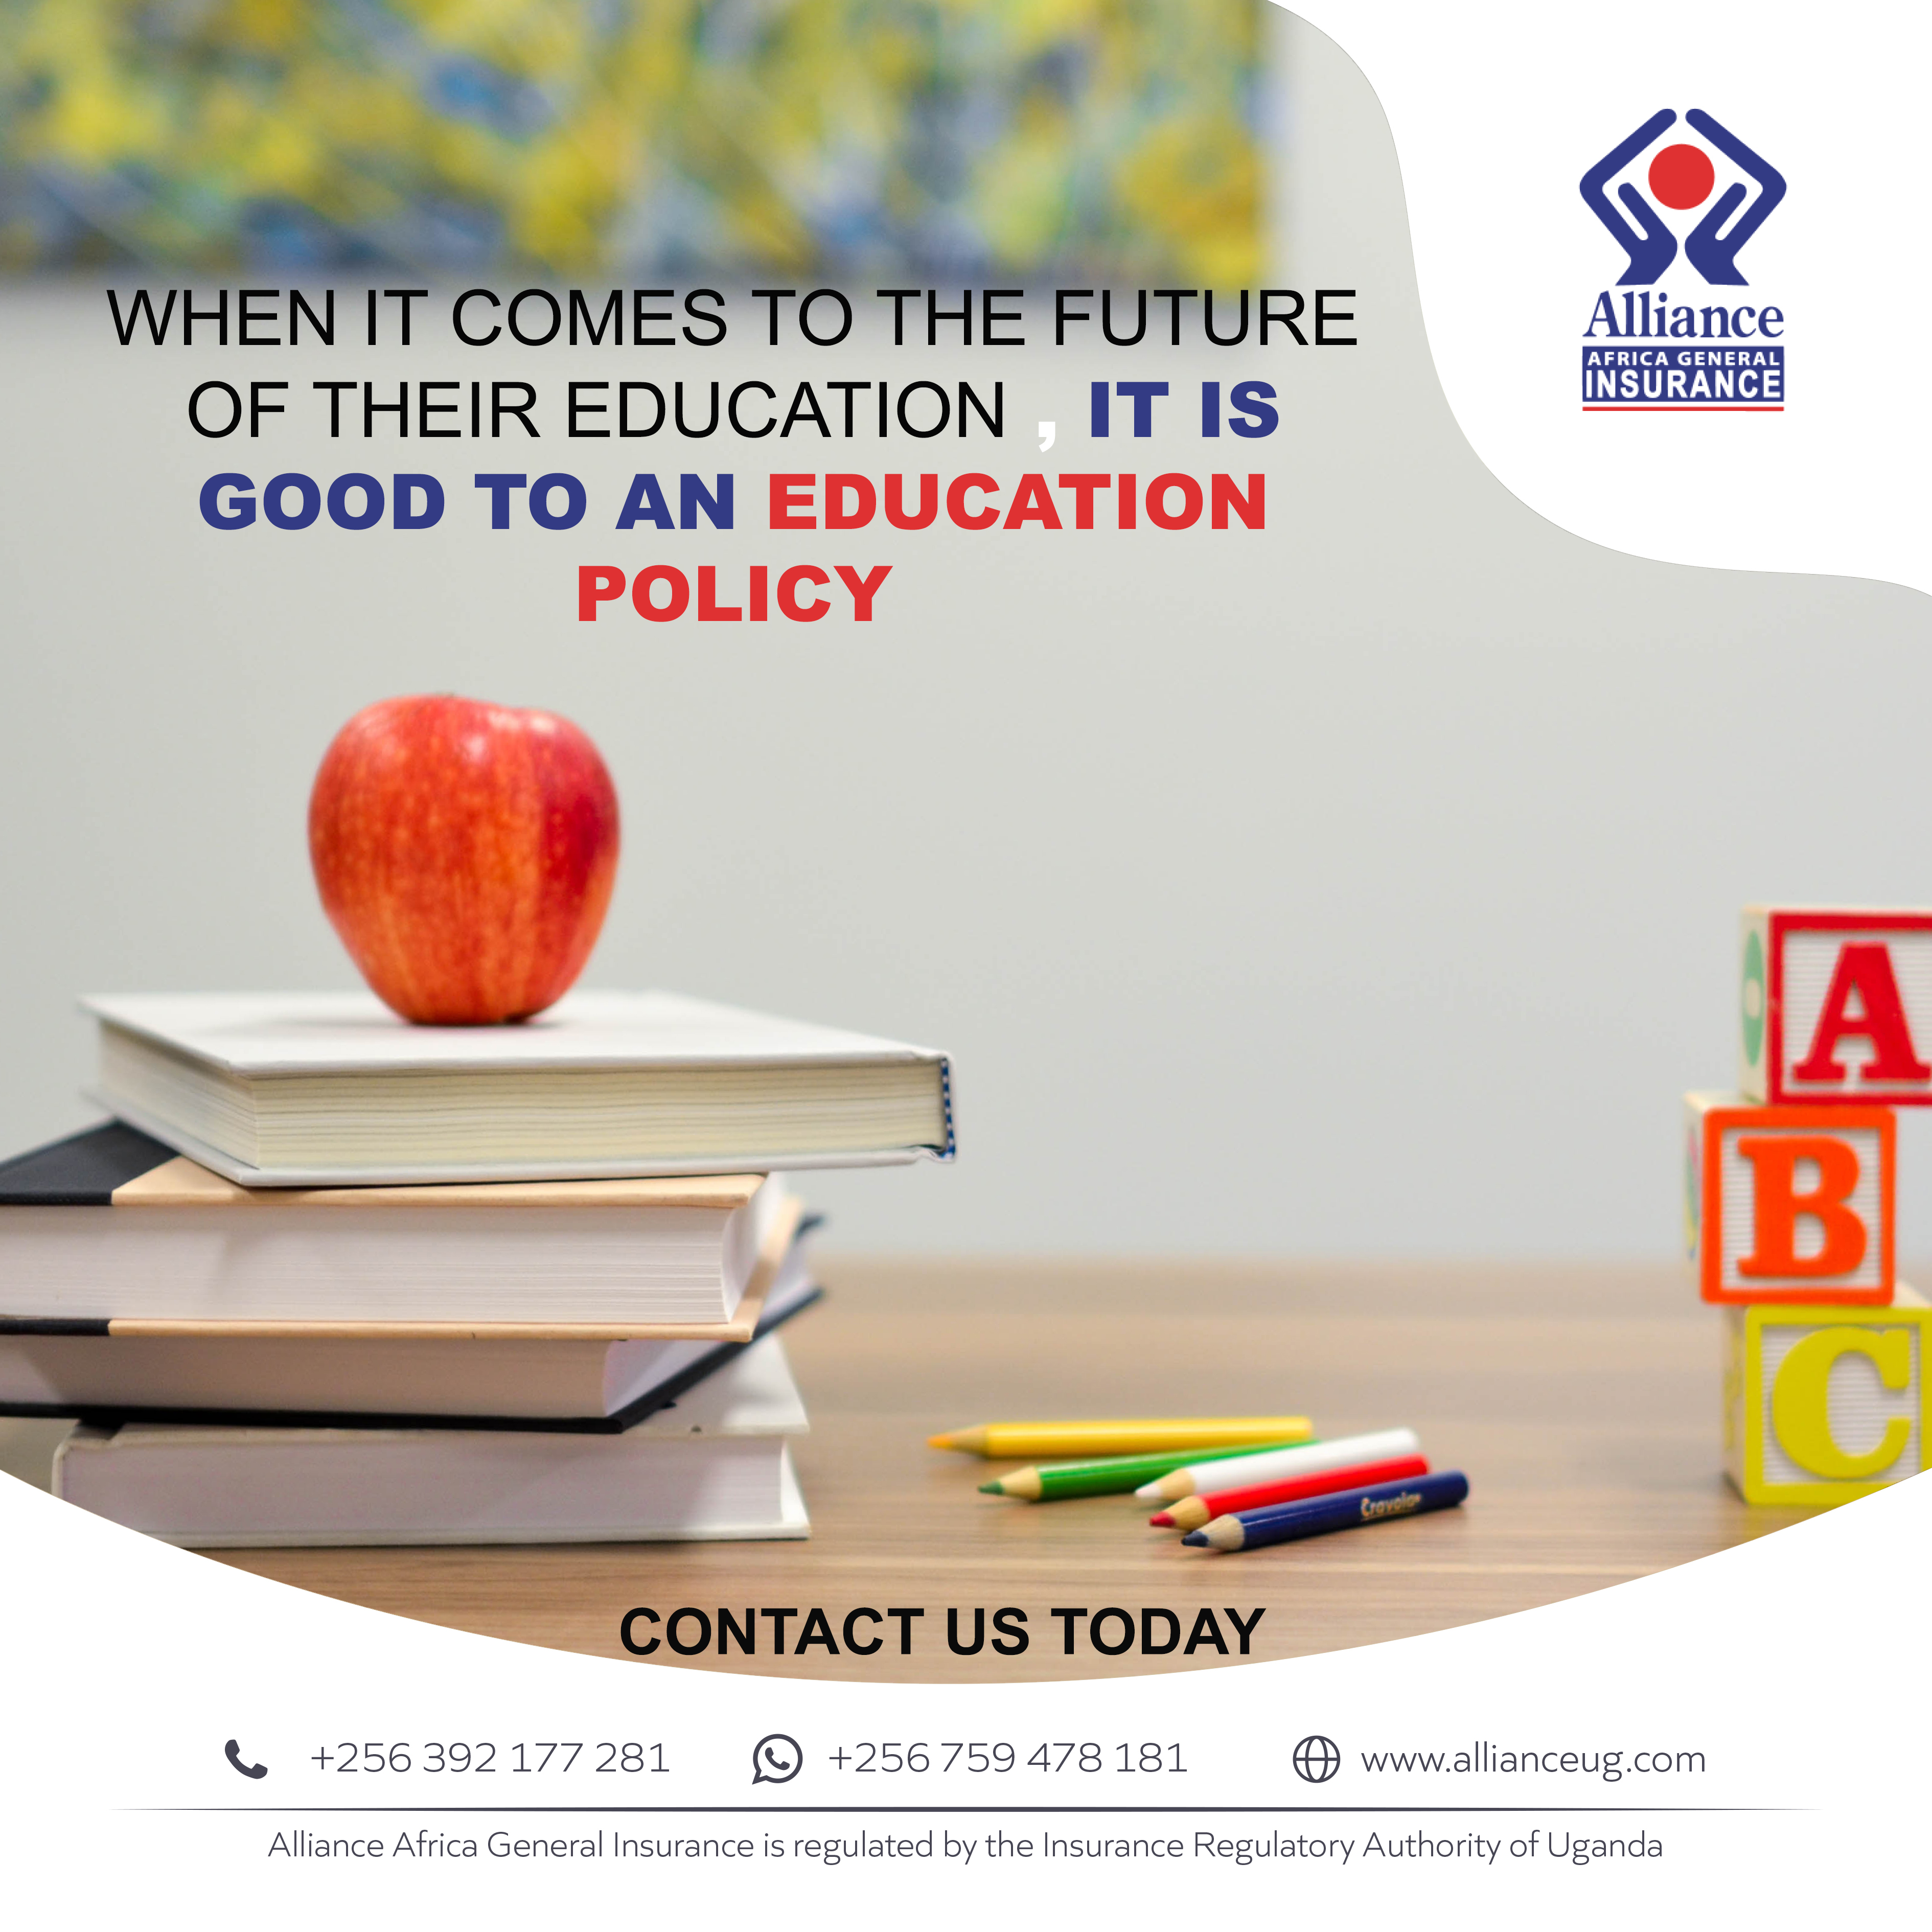 Alliance
AFRICA GENERAL
INSURANCE
WHEN IT COMES TO THE FUTURE
OF THEIR EDUCATION , IT IS
GOOD TO AN EDUCATION
POLICY
A
B
C
Crayola
CONTACT US TODAY
+256 392 177 281
+256 759 478 181
www.allianceug.com
Alliance Africa General Insurance is regulated by the Insurance Regulatory Authority of Uganda